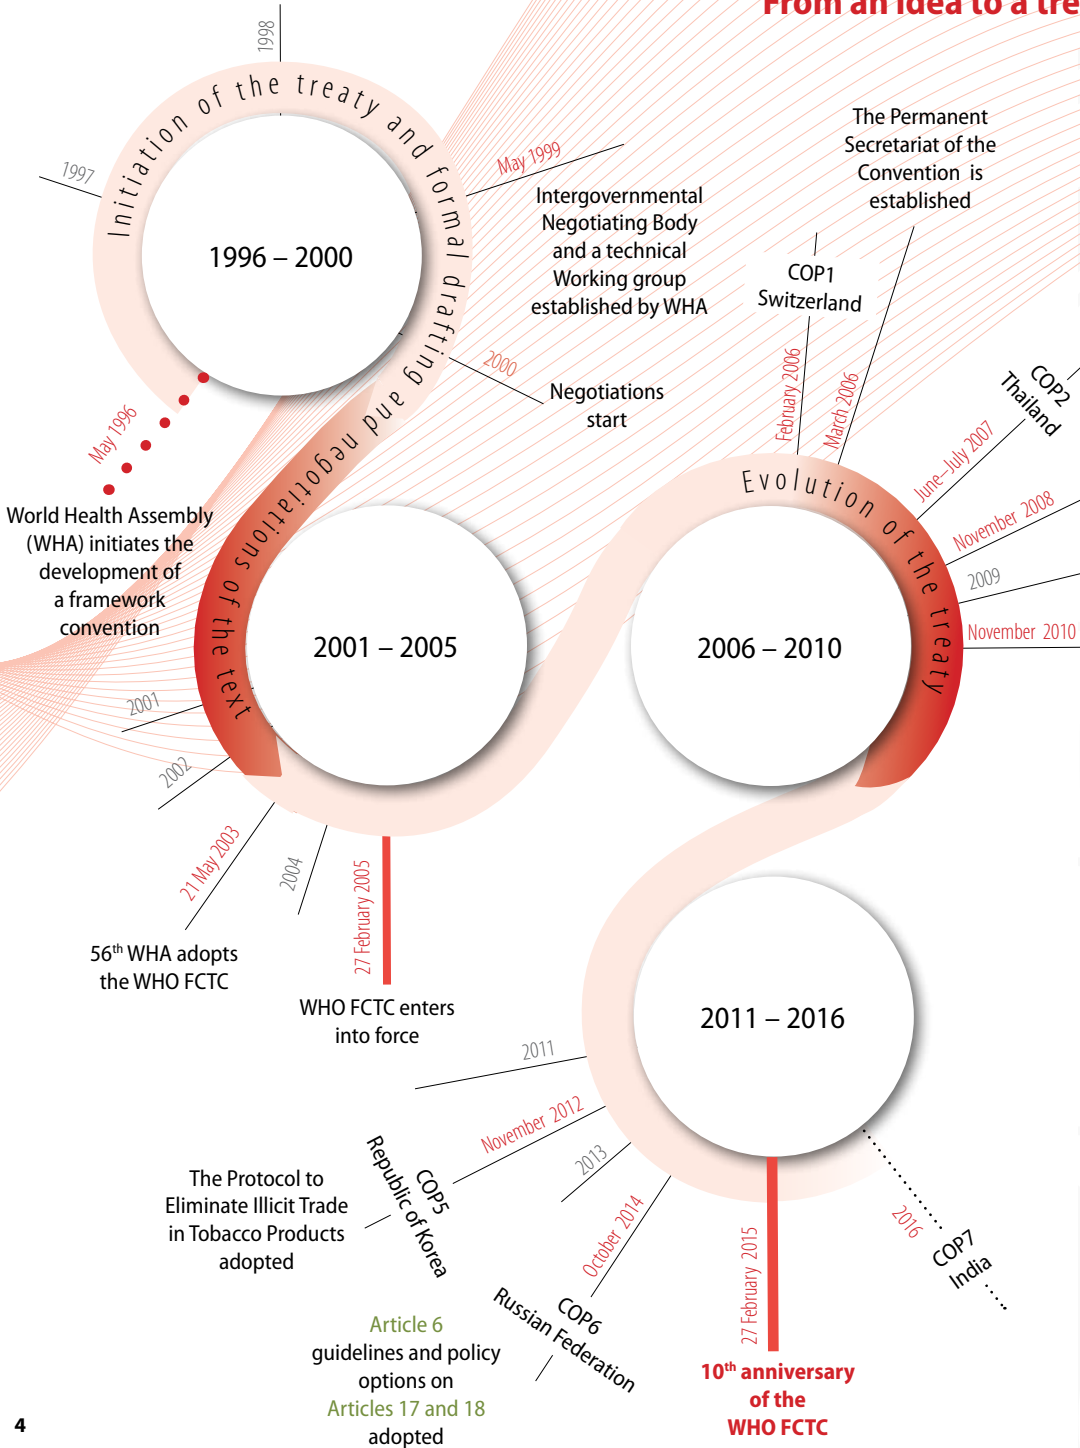 From an idea to a tre
1998
1997
Initiation of the treaty and formal drafting and negotiations of the text
1996 – 2000
May 1996
World Health Assembly
(WHA) initiates the
development of
a framework
convention
May 1999
Intergovernmental
Negotiating Body
and a technical
Working group
established by WHA
2000
Negotiations
start
2001 – 2005
2001
2002
21 May 2003
56th WHA adopts
the WHO FCTC
2004
27 February 2005
WHO FCTC enters
into force
Evolution of the treaty
2006 – 2010
February 2006
COP1
Switzerland
March 2006
The Permanent
Secretariat of the
Convention is
established
June–July 2007
COP2
Thailand
November 2008
2009
November 2010
2011 – 2016
2011
November 2012
COP5
Republic of Korea
The Protocol to
Eliminate Illicit Trade
in Tobacco Products
adopted
2013
October 2014
COP6
Russian Federation
Article 6
guidelines and policy
options on
Articles 17 and 18
adopted
27 February 2015
10th anniversary
of the
WHO FCTC
2016
COP7
India
4